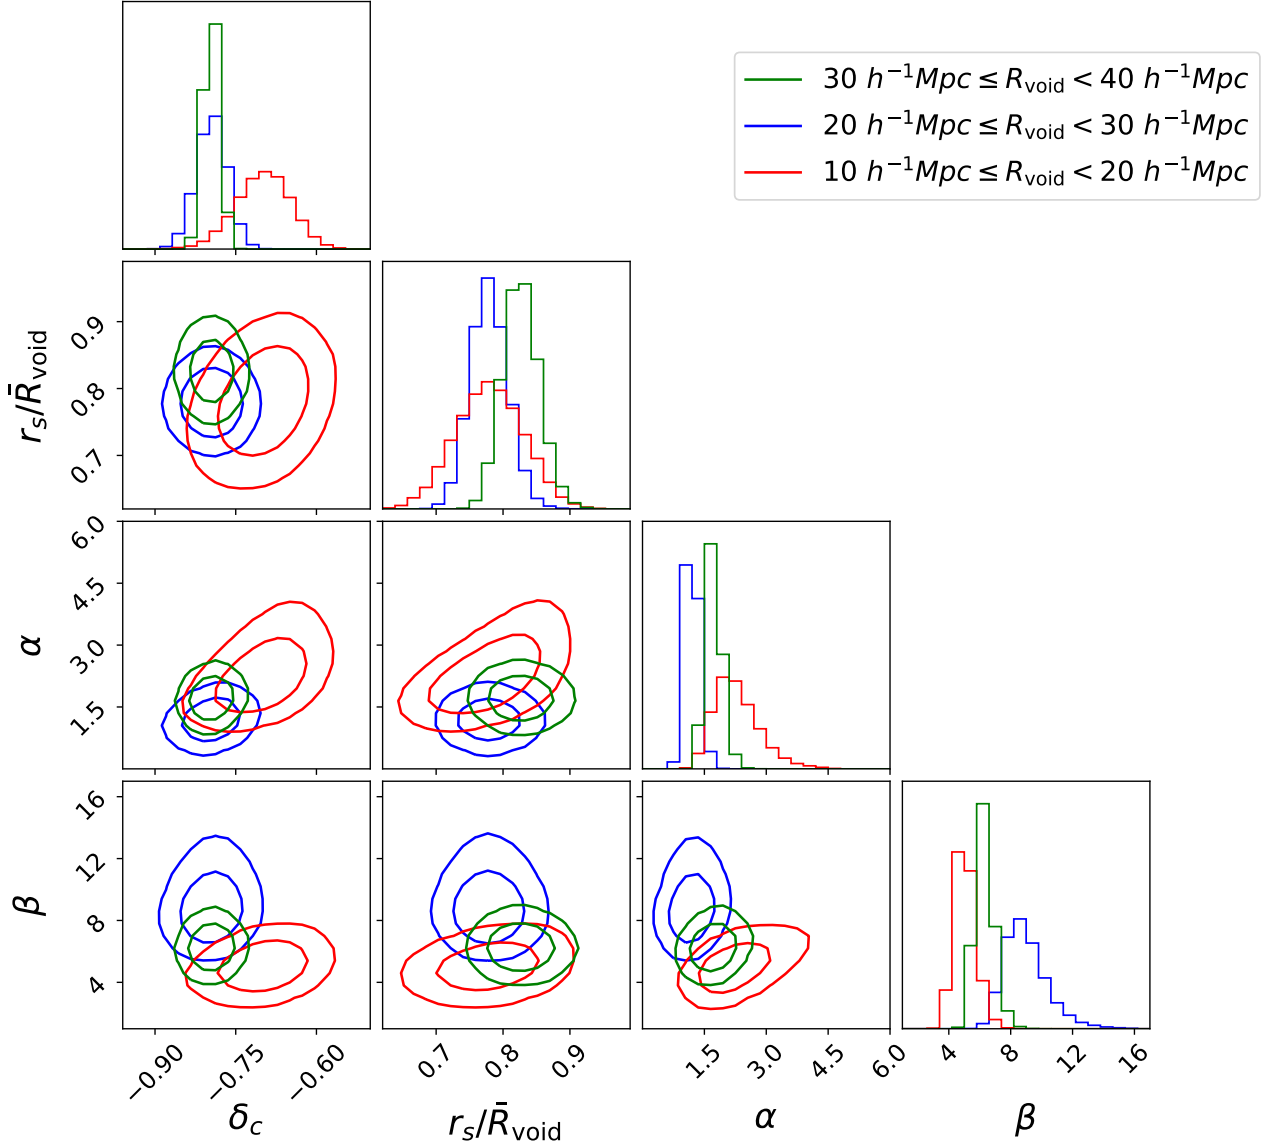 30 h⁻¹Mpc ≤ R_void < 40 h⁻¹Mpc
20 h⁻¹Mpc ≤ R_void < 30 h⁻¹Mpc
10 h⁻¹Mpc ≤ R_void < 20 h⁻¹Mpc
0.9
0.8
0.7
r_s/R̄_void
6.0
4.5
3.0
1.5
α
16
12
8
4
β
−0.90 −0.75 −0.60 0.7 0.8 0.9 1.5 3.0 4.5 6.0 4 8 12 16
δ_c r_s/R̄_void α β